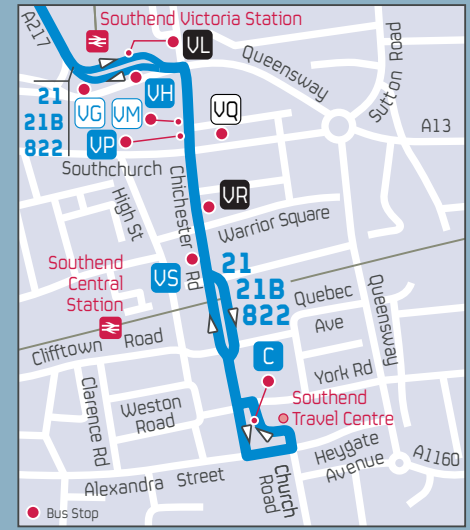 A217
Southend Victoria Station
VL
Queensway
Sutton Road
21
21B
822
VG
VM
VH
VP
VQ
A13
Southchurch
High St
Chichester
Rd
VR
Warrior Square
Southend
Central
Station
VS
21
21B
822
Quebec
Ave
Queensway
Clifftown Road
C
York Rd
Clarence Rd
Weston
Road
Southend
Travel Centre
Heygate
Avenue
A1160
Alexandra Street
Church
Road
Bus Stop